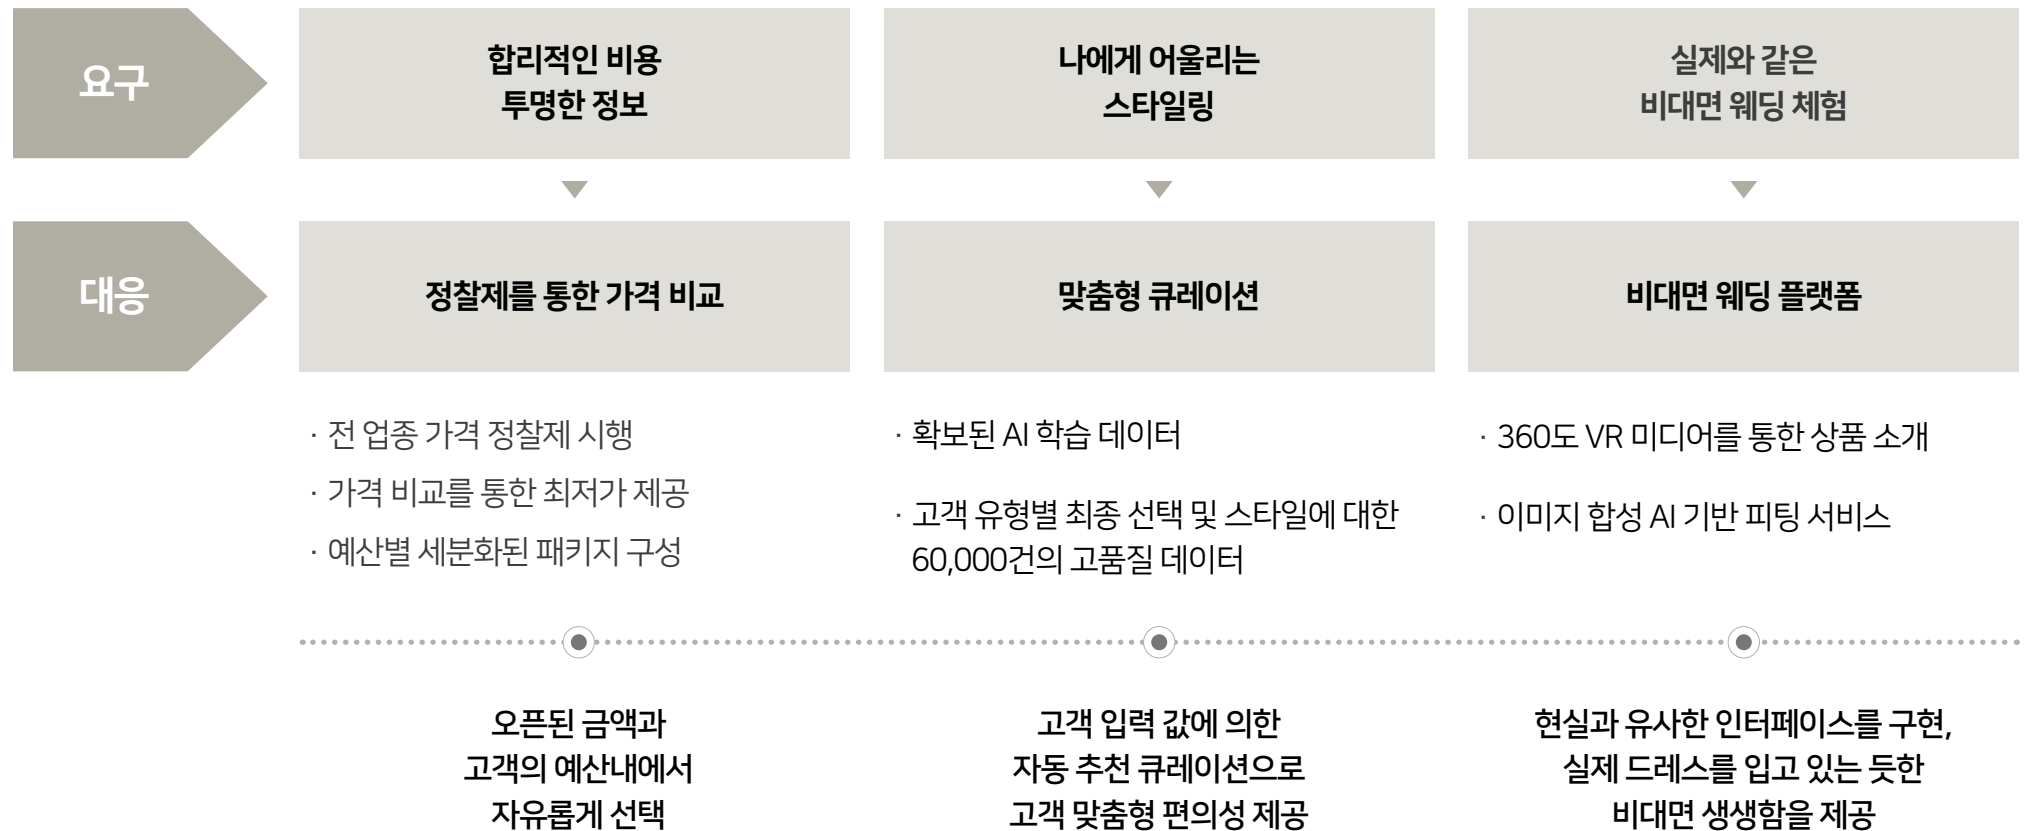 요구
합리적인 비용
투명한 정보
나에게 어울리는
스타일링
실제와 같은
비대면 웨딩 체험
대응
정찰제를 통한 가격 비교
맞춤형 큐레이션
비대면 웨딩 플랫폼
· 전 업종 가격 정찰제 시행
· 가격 비교를 통한 최저가 제공
· 예산별 세분화된 패키지 구성
· 확보된 AI 학습 데이터
· 고객 유형별 최종 선택 및 스타일에 대한
60,000건의 고품질 데이터
· 360도 VR 미디어를 통한 상품 소개
· 이미지 합성 AI 기반 피팅 서비스
오픈된 금액과
고객의 예산내에서
자유롭게 선택
고객 입력 값에 의한
자동 추천 큐레이션으로
고객 맞춤형 편의성 제공
현실과 유사한 인터페이스를 구현,
실제 드레스를 입고 있는 듯한
비대면 생생함을 제공